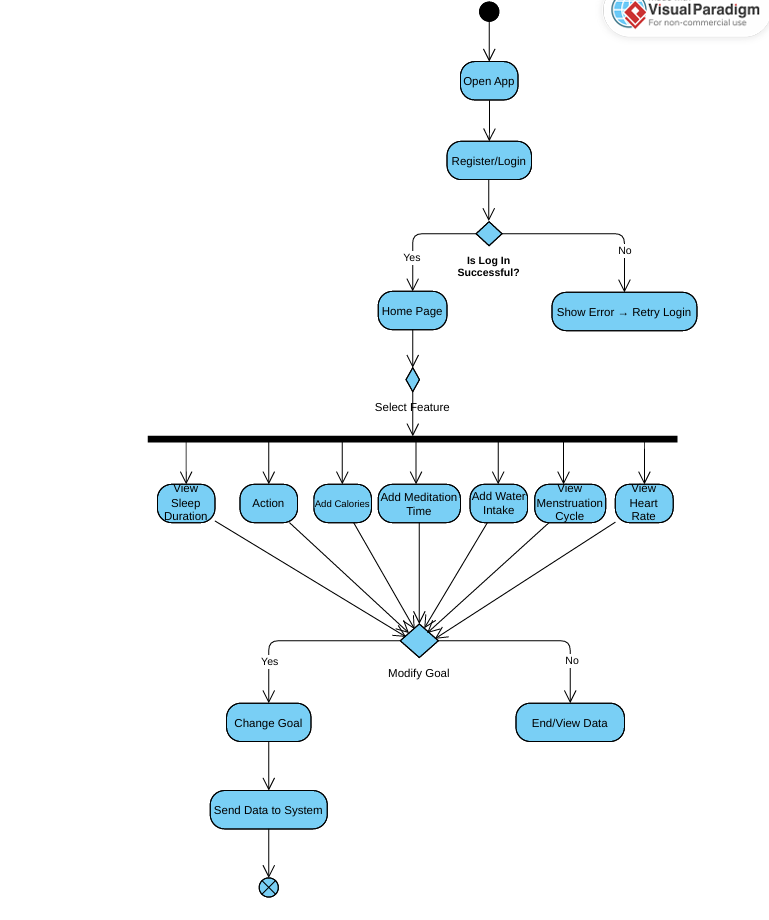 Visual Paradigm
For non-commercial use
Open App
Register/Login
Yes
Is Log In
Successful?
No
Home Page
Show Error → Retry Login
Select Feature
View
Sleep
Duration
Action
Add Calories
Add Meditation
Time
Add Water
Intake
View
Menstruation
Cycle
View
Heart
Rate
Yes
Modify Goal
No
Change Goal
End/View Data
Send Data to System